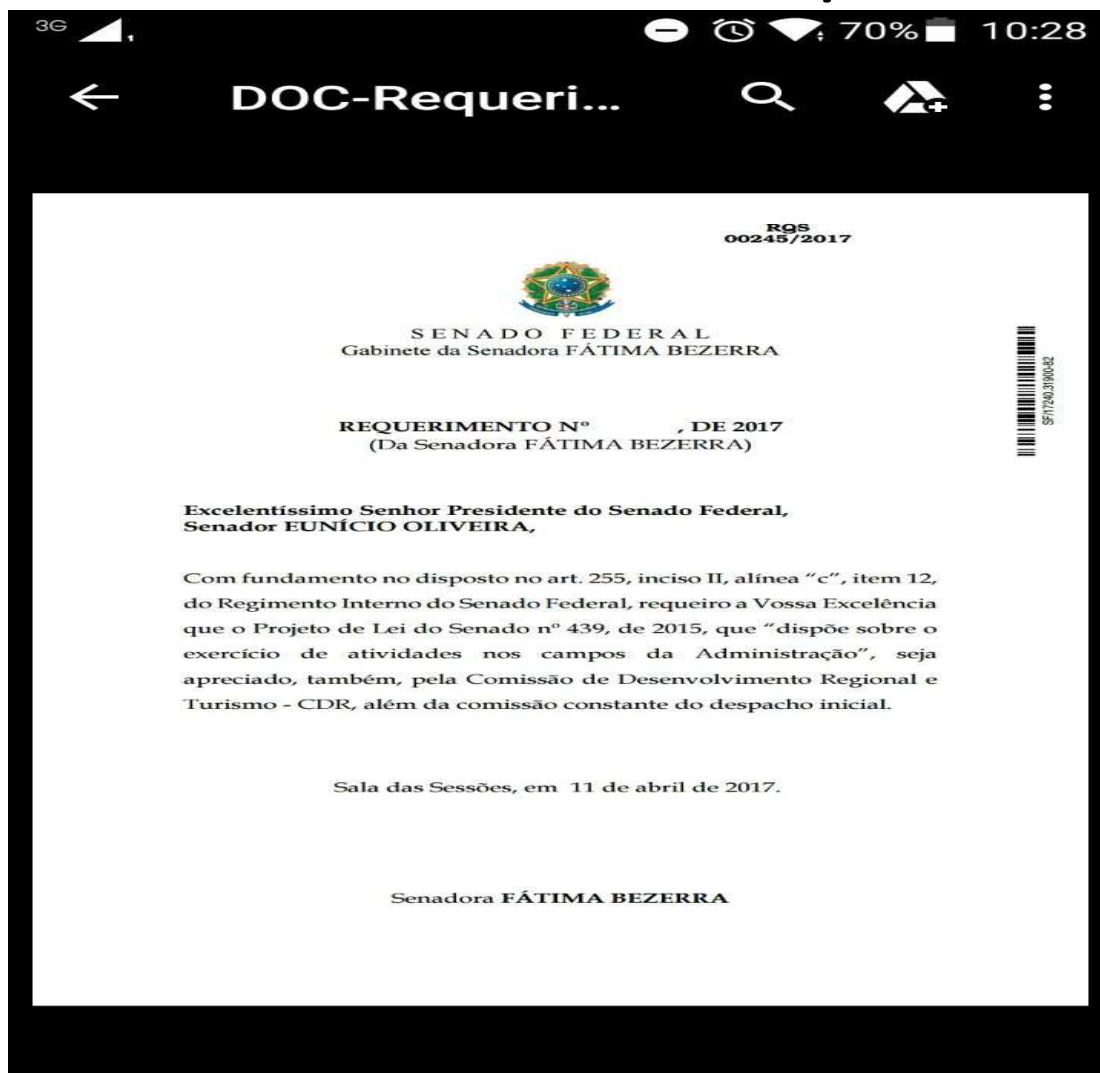 3G
70% 10:28
DOC-Requeri...
RQS
00245/2017
SENADO FEDERAL
Gabinete da Senadora FÁTIMA BEZERRA
SF/17240.31900-82
REQUERIMENTO Nº , DE 2017
(Da Senadora FÁTIMA BEZERRA)
Excelentíssimo Senhor Presidente do Senado Federal,
Senador EUNÍCIO OLIVEIRA,
Com fundamento no disposto no art. 255, inciso II, alínea “c”, item 12,
do Regimento Interno do Senado Federal, requeiro a Vossa Excelência
que o Projeto de Lei do Senado nº 439, de 2015, que “dispõe sobre o
exercício de atividades nos campos da Administração”, seja
apreciado, também, pela Comissão de Desenvolvimento Regional e
Turismo - CDR, além da comissão constante do despacho inicial.
Sala das Sessões, em 11 de abril de 2017.
Senadora FÁTIMA BEZERRA